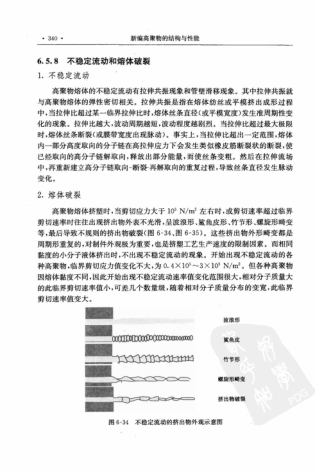 · 340 ·
新编高聚物的结构与性能
6.5.8 不稳定流动和熔体破裂
1. 不稳定流动
高聚物熔体的不稳定流动有拉伸共振现象和管壁滑移现象。其中拉伸共振就
与高聚物熔体的弹性密切相关。拉伸共振是指在熔体纺丝或平模挤出成形过程
中,当拉伸比超过某一临界拉伸比时,熔体丝条直径(或平模宽度)发生准周期性变
化的现象。拉伸比越大,波动周期越短,波动程度越剧烈。当拉伸比超过最大极限
时,熔体丝条断裂(或膜带宽度出现脉动)。事实上,当拉伸比超出一定范围,熔体
内一部分高度取向的分子链在高拉伸应力下会发生类似橡皮筋断裂状的断裂,使
已经取向的高分子链解取向,释放出部分能量,而使丝条变粗。然后在拉伸流场
中,再重新建立高分子链取向-断裂-再解取向的重复过程,导致丝条直径发生脉动
变化。
2. 熔体破裂
高聚物熔体挤塑时,当剪切应力大于 10⁵ N/m² 左右时,或剪切速率超过临界
剪切速率时往往出现挤出物外表不光滑,呈波浪形、鲨鱼皮形、竹节形、螺旋形畸变
等,最后导致不规则的挤出物破裂(图 6-34、图 6-35)。这些挤出物外形畸变都是
周期形重复的,对制件外观极为重要,也是挤塑工艺生产速度的限制因素。而相同
黏度的小分子液体挤出时,不出现不稳定流动的现象。开始出现不稳定流动的各
种高聚物,临界剪切应力值变化不大,为 0.4×10⁵～3×10⁵ N/m²。但各种高聚物
因熔体黏度不同,因此开始出现不稳定流动速率值变化范围很大,相对分子质量大
的此临界剪切速率值小,可差几个数量级,随着相对分子质量分布的变宽,此临界
剪切速率值变大。
波浪形
鲨鱼皮
竹节形
螺旋形畸变
挤出物破裂
图 6-34 不稳定流动的挤出物外观示意图